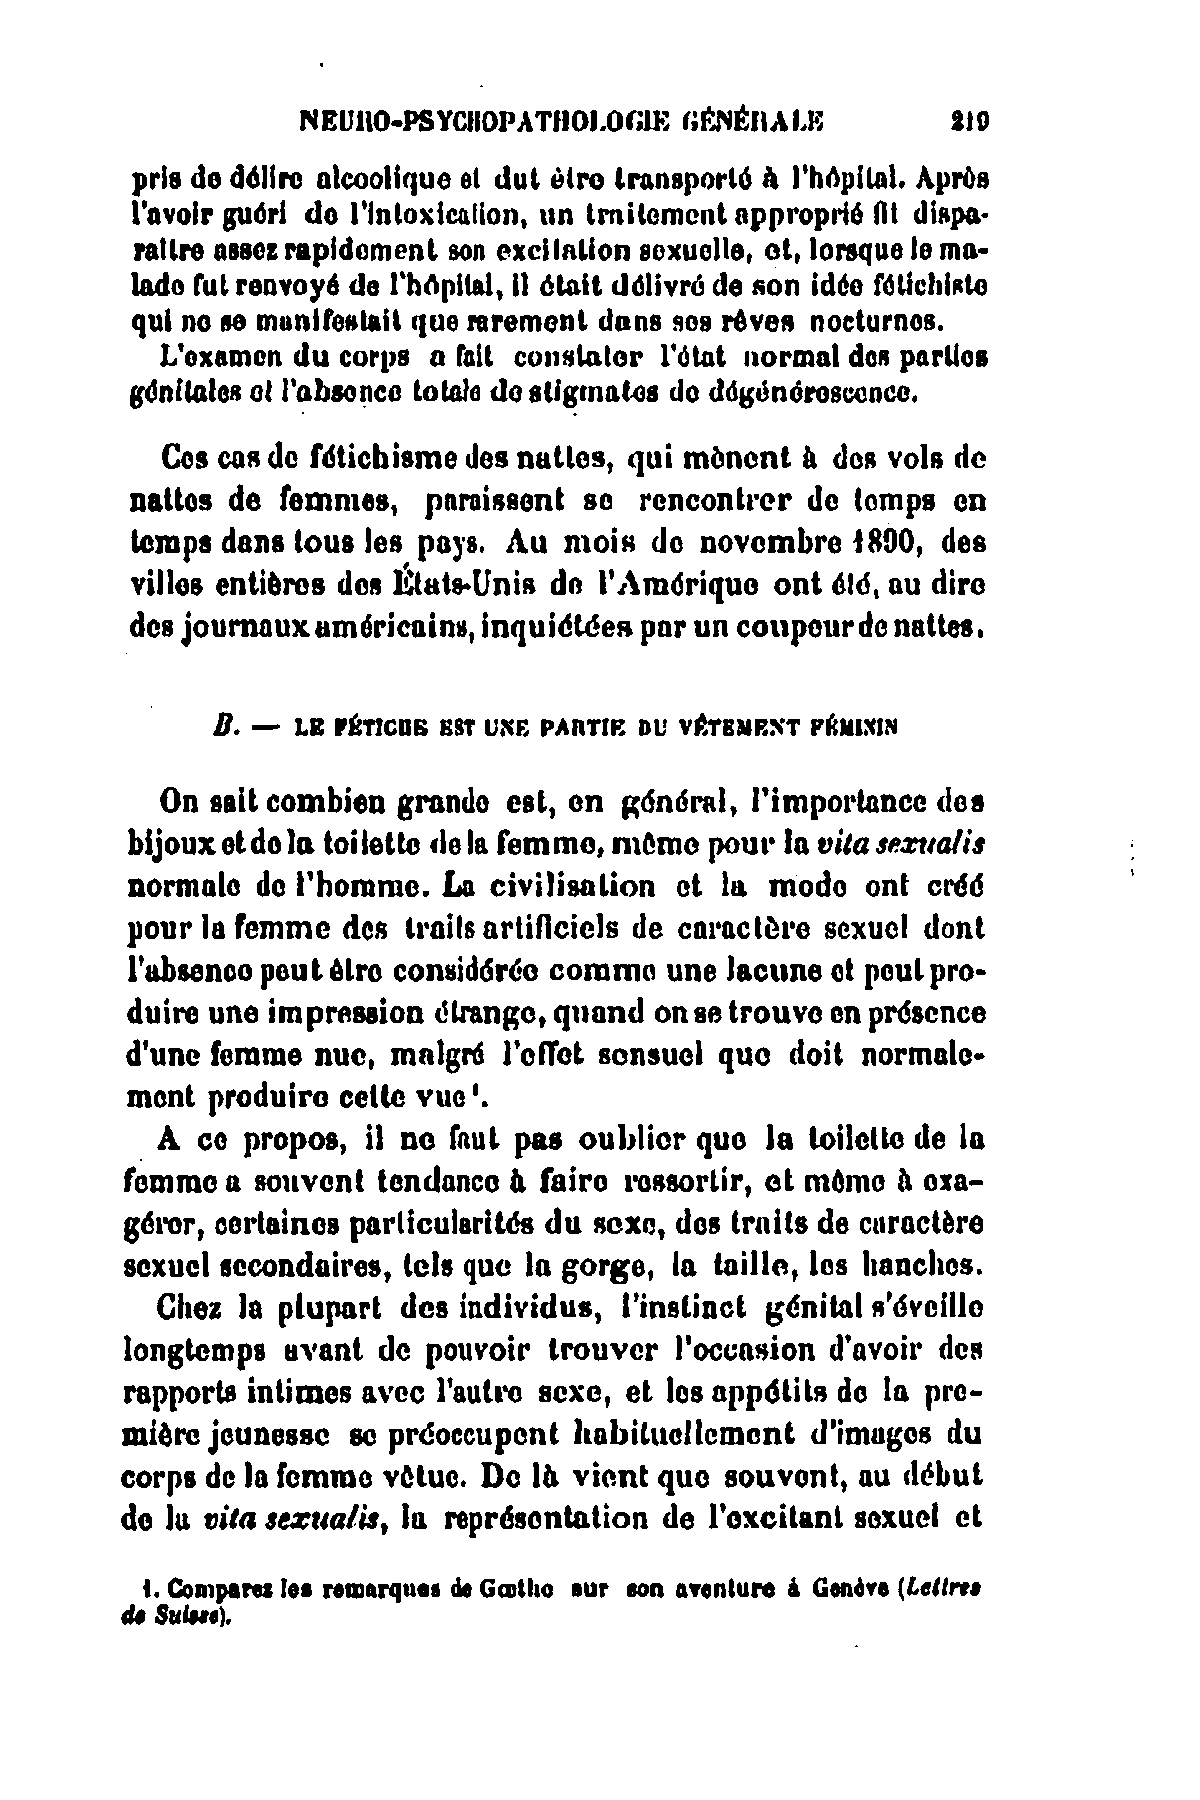 NEURO-PSYCHOPATHOLOGIE GÉNÉRALE 219
pris de délire alcoolique et dut être transporté à l'hôpital. Après
l'avoir guéri de l'intoxication, un traitement approprié fit dispa-
raître assez rapidement son excitation sexuelle, et, lorsque le ma-
lade fut renvoyé de l'hôpital, il était délivré de son idée fétichiste
qui ne se manifestait que rarement dans ses rêves nocturnes.
L'examen du corps a fait constater l'état normal des parties
génitales et l'absence totale de stigmates de dégénérescence.
Ces cas de fétichisme des nattes, qui mènent à des vols de
nattes de femmes, paraissent se rencontrer de temps en
temps dans tous les pays. Au mois de novembre 1890, des
villes entières des États-Unis de l'Amérique ont été, au dire
des journaux américains, inquiétées par un coupeur de nattes.
B. — LE FÉTICHE EST UNE PARTIE DU VÊTEMENT FÉMININ
On sait combien grande est, en général, l'importance des
bijoux et de la toilette de la femme, même pour la vita sexualis
normale de l'homme. La civilisation et la mode ont créé
pour la femme des traits artificiels de caractère sexuel dont
l'absence peut être considérée comme une lacune et peut pro-
duire une impression étrange, quand on se trouve en présence
d'une femme nue, malgré l'effet sensuel que doit normale-
ment produire cette vue¹.
A ce propos, il ne faut pas oublier que la toilette de la
femme a souvent tendance à faire ressortir, et même à exa-
gérer, certaines particularités du sexe, des traits de caractère
sexuel secondaires, tels que la gorge, la taille, les hanches.
Chez la plupart des individus, l'instinct génital s'éveille
longtemps avant de pouvoir trouver l'occasion d'avoir des
rapports intimes avec l'autre sexe, et les appétits de la pre-
mière jeunesse se préoccupent habituellement d'images du
corps de la femme vêtue. De là vient que souvent, au début
de la vita sexualis, la représentation de l'excitant sexuel et
1. Comparez les remarques de Gœthe sur son aventure à Genève (Lettres
de Suisse).